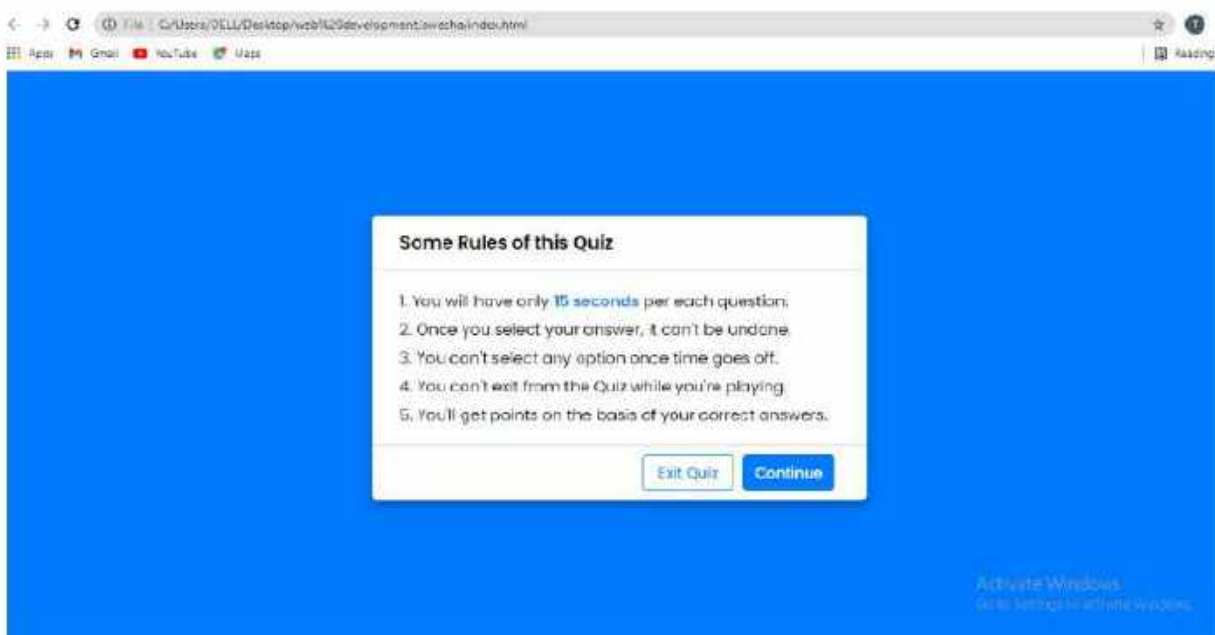 File | C:/Users/DELL/Desktop/web%20development/swecha/index.html
Apps Gmail YouTube Maps Reading
Some Rules of this Quiz
1. You will have only 15 seconds per each question.
2. Once you select your answer, it can't be undone.
3. You can't select any option once time goes off.
4. You can't exit from the Quiz while you're playing.
5. You'll get points on the basis of your correct answers.
Exit Quiz Continue
Activate Windows
Go to Settings to activate Windows.